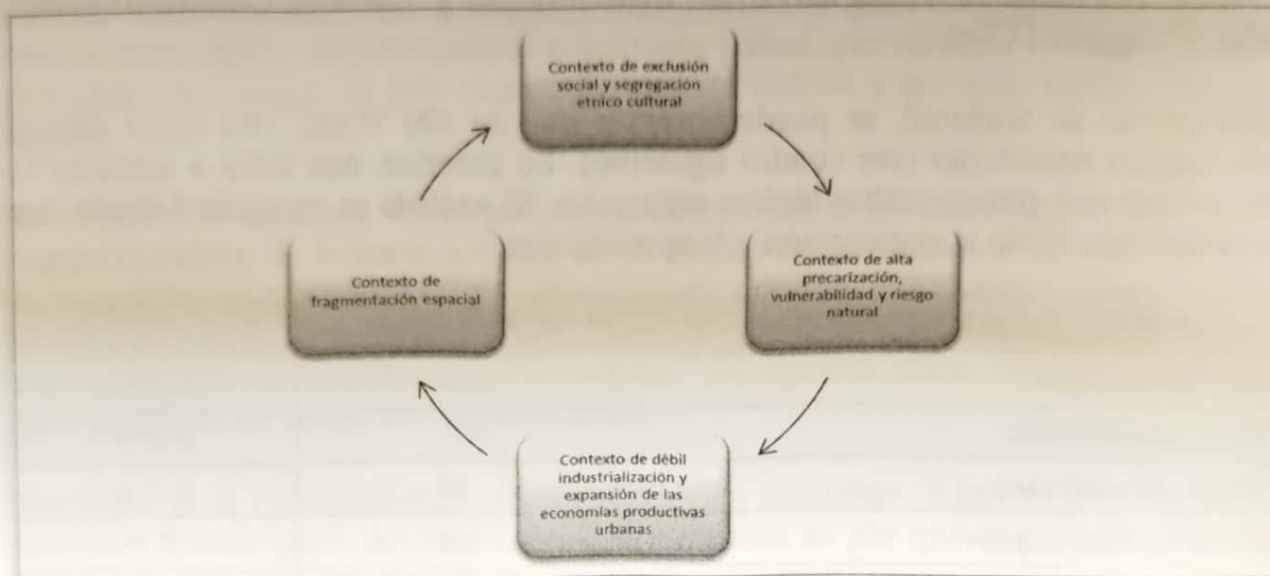 Contexto de exclusión
social y segregación
etnico cultural
Contexto de
fragmentación espacial
Contexto de alta
precarización,
vulnerabilidad y riesgo
natural
Contexto de débil
industrialización y
expansión de las
economías productivas
urbanas